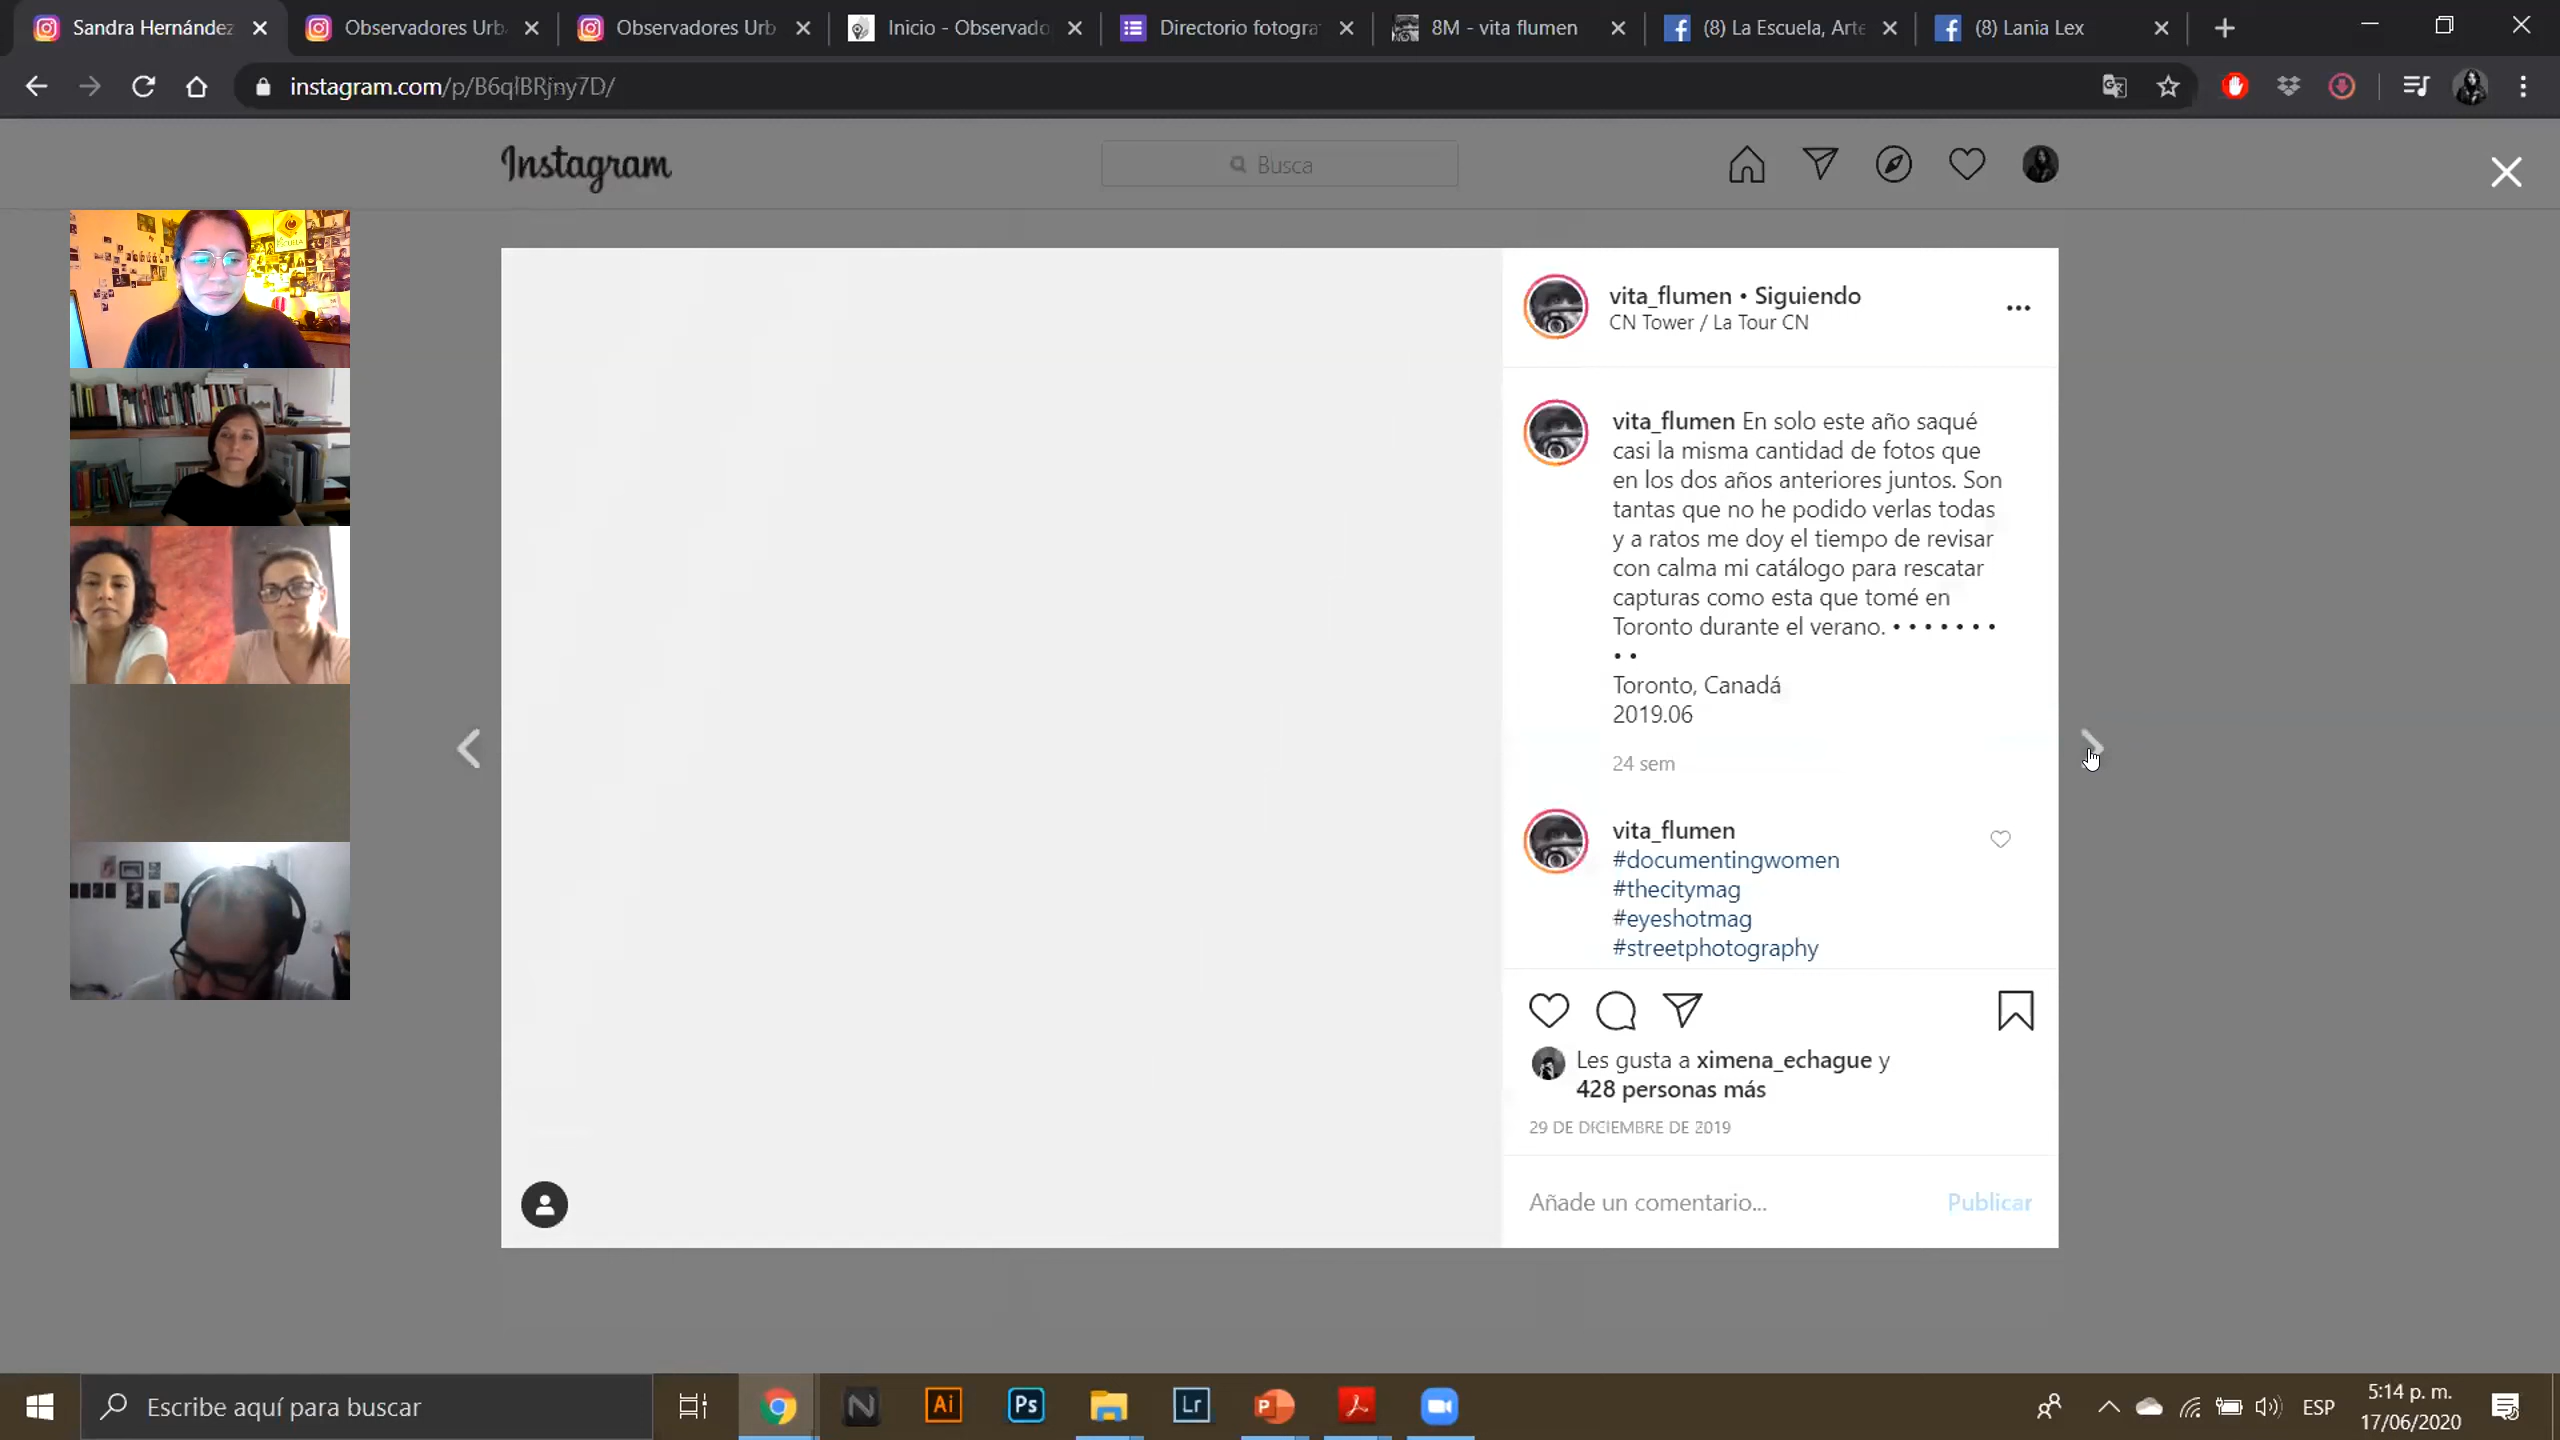 Sandra Hernández
Observadores Urb
Observadores Urb
Inicio - Observado
Directorio fotogra
8M - vita flumen
(8) La Escuela, Arte
(8) Lania Lex
instagram.com/p/B6qlBRjny7D/
Instagram
Busca
ESCUELA
vita_flumen • Siguiendo
CN Tower / La Tour CN
vita_flumen En solo este año saqué
casi la misma cantidad de fotos que
en los dos años anteriores juntos. Son
tantas que no he podido verlas todas
y a ratos me doy el tiempo de revisar
con calma mi catálogo para rescatar
capturas como esta que tomé en
Toronto durante el verano. • • • • • • •
• •
Toronto, Canadá
2019.06
24 sem
vita_flumen
#documentingwomen
#thecitymag
#eyeshotmag
#streetphotography
Les gusta a ximena_echague y
428 personas más
29 DE DICIEMBRE DE 2019
Añade un comentario...
Publicar
Escribe aquí para buscar
N
Ai
Ps
Lr
P
ESP
5:14 p. m.
17/06/2020